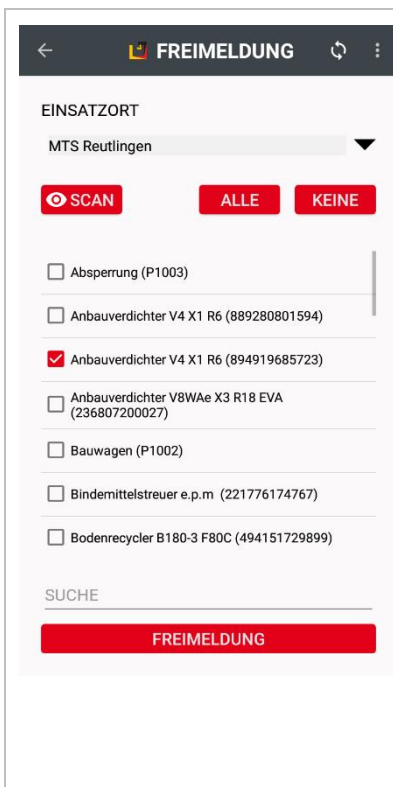 FREIMELDUNG
EINSATZORT
MTS Reutlingen
SCAN
ALLE
KEINE
Absperrung (P1003)
Anbauverdichter V4 X1 R6 (889280801594)
Anbauverdichter V4 X1 R6 (894919685723)
Anbauverdichter V8WAe X3 R18 EVA
(236807200027)
Bauwagen (P1002)
Bindemittelstreuer e.p.m (221776174767)
Bodenrecycler B180-3 F80C (494151729899)
SUCHE
FREIMELDUNG